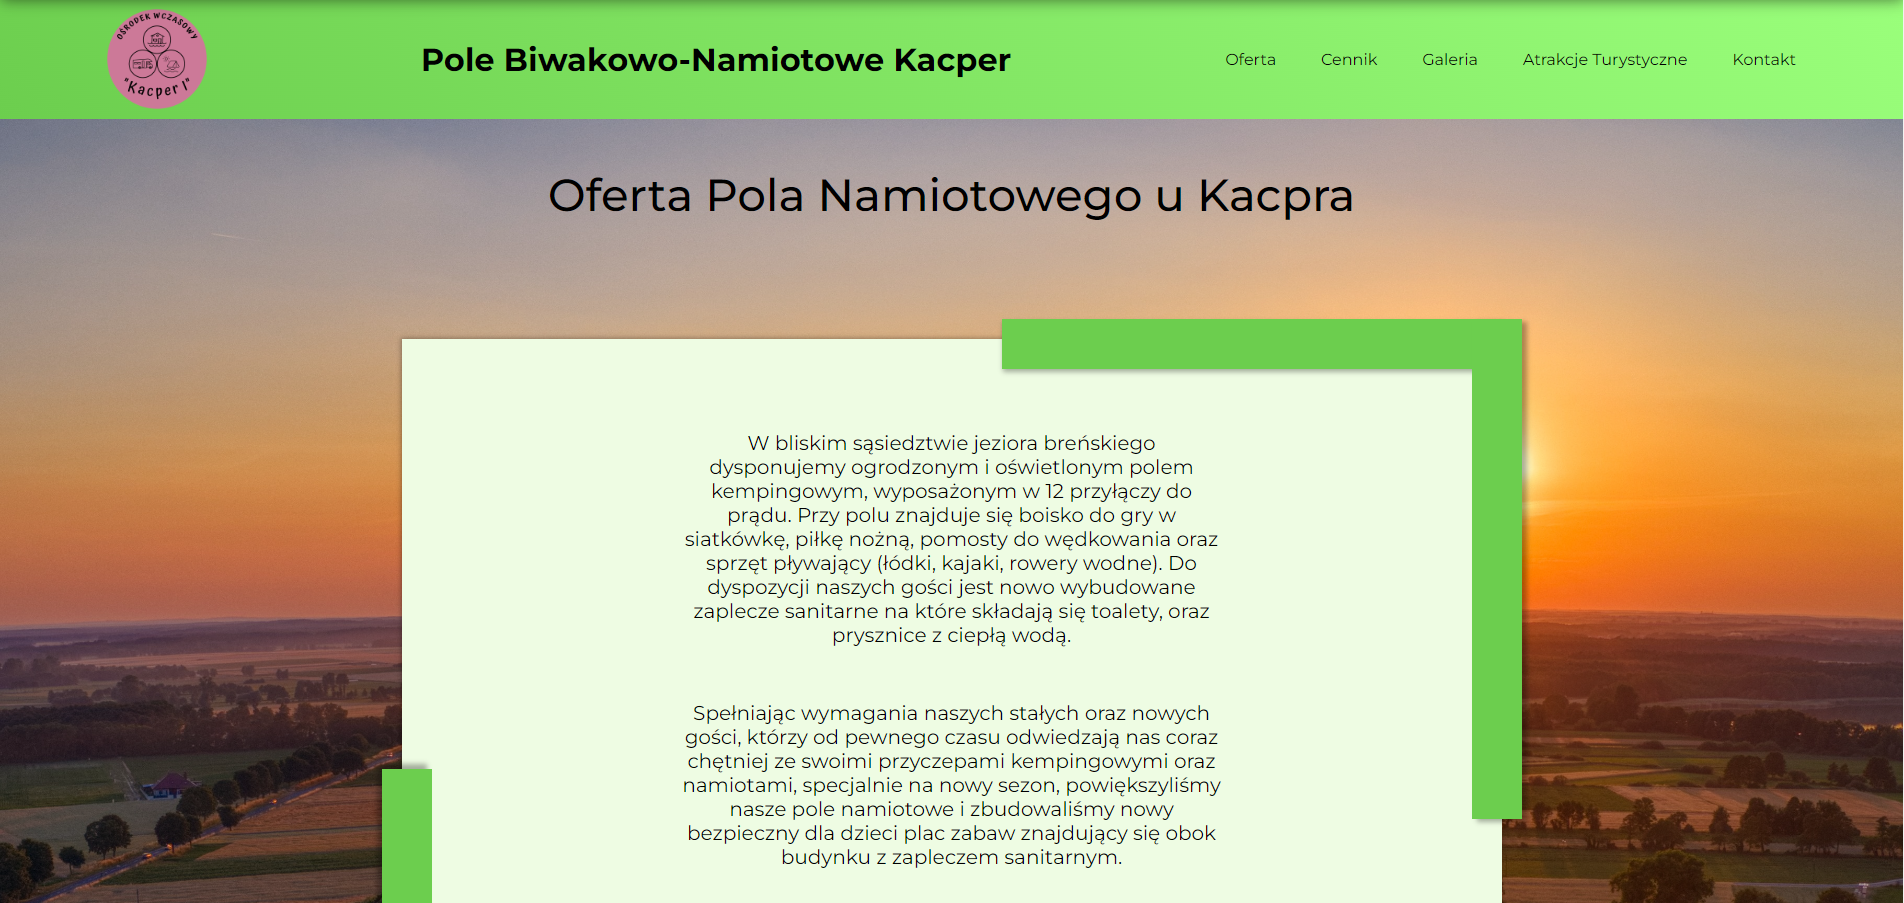 OŚRODEK WCZASOWY
"Kacper I"
Pole Biwakowo-Namiotowe Kacper
Oferta Cennik Galeria Atrakcje Turystyczne Kontakt
Oferta Pola Namiotowego u Kacpra
W bliskim sąsiedztwie jeziora breńskiego
dysponujemy ogrodzonym i oświetlonym polem
kempingowym, wyposażonym w 12 przyłączy do
prądu. Przy polu znajduje się boisko do gry w
siatkówkę, piłkę nożną, pomosty do wędkowania oraz
sprzęt pływający (łódki, kajaki, rowery wodne). Do
dyspozycji naszych gości jest nowo wybudowane
zaplecze sanitarne na które składają się toalety, oraz
prysznice z ciepłą wodą.
Spełniając wymagania naszych stałych oraz nowych
gości, którzy od pewnego czasu odwiedzają nas coraz
chętniej ze swoimi przyczepami kempingowymi oraz
namiotami, specjalnie na nowy sezon, powiększyliśmy
nasze pole namiotowe i zbudowaliśmy nowy
bezpieczny dla dzieci plac zabaw znajdujący się obok
budynku z zapleczem sanitarnym.